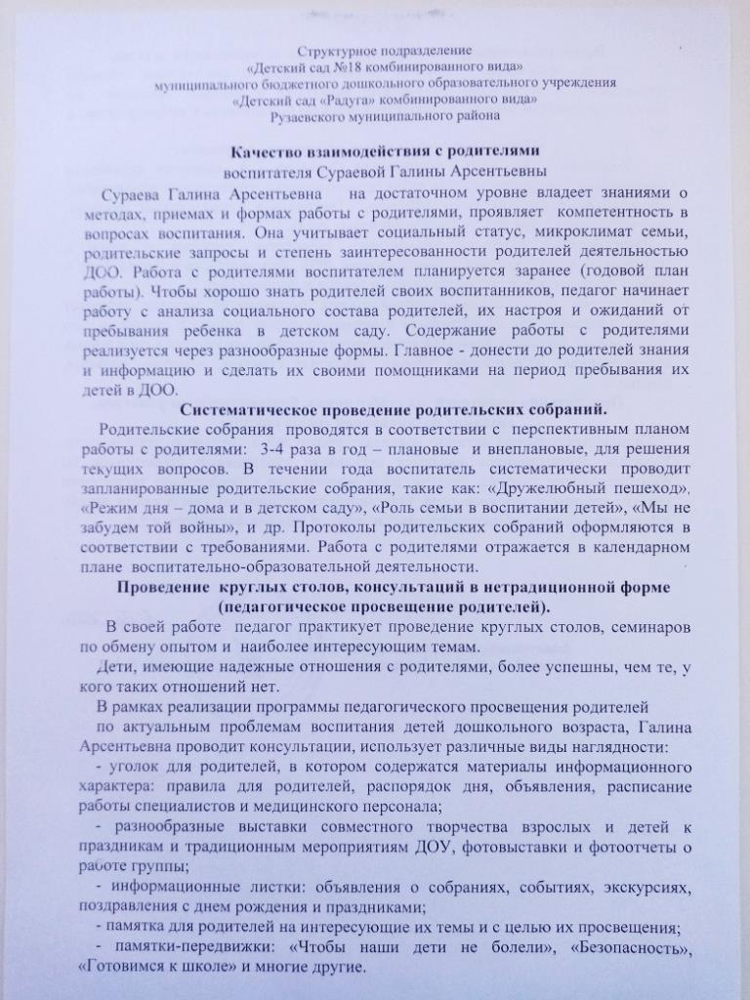 Структурное подразделение
«Детский сад №18 комбинированного вида»
муниципального бюджетного дошкольного образовательного учреждения
«Детский сад «Радуга» комбинированного вида»
Рузаевского муниципального района
Качество взаимодействия с родителями
воспитателя Сураевой Галины Арсентьевны
Сураева Галина Арсентьевна на достаточном уровне владеет знаниями о
методах, приемах и формах работы с родителями, проявляет компетентность в
вопросах воспитания. Она учитывает социальный статус, микроклимат семьи,
родительские запросы и степень заинтересованности родителей деятельностью
ДОО. Работа с родителями воспитателем планируется заранее (годовой план
работы). Чтобы хорошо знать родителей своих воспитанников, педагог начинает
работу с анализа социального состава родителей, их настроя и ожиданий от
пребывания ребенка в детском саду. Содержание работы с родителями
реализуется через разнообразные формы. Главное - донести до родителей знания
и информацию и сделать их своими помощниками на период пребывания их
детей в ДОО.
Систематическое проведение родительских собраний.
Родительские собрания проводятся в соответствии с перспективным планом
работы с родителями: 3-4 раза в год – плановые и внеплановые, для решения
текущих вопросов. В течении года воспитатель систематически проводит
запланированные родительские собрания, такие как: «Дружелюбный пешеход»,
«Режим дня – дома и в детском саду», «Роль семьи в воспитании детей», «Мы не
забудем той войны», и др. Протоколы родительских собраний оформляются в
соответствии с требованиями. Работа с родителями отражается в календарном
плане воспитательно-образовательной деятельности.
Проведение круглых столов, консультаций в нетрадиционной форме
(педагогическое просвещение родителей).
В своей работе педагог практикует проведение круглых столов, семинаров
по обмену опытом и наиболее интересующим темам.
Дети, имеющие надежные отношения с родителями, более успешны, чем те, у
кого таких отношений нет.
В рамках реализации программы педагогического просвещения родителей
по актуальным проблемам воспитания детей дошкольного возраста, Галина
Арсентьевна проводит консультации, использует различные виды наглядности:
- уголок для родителей, в котором содержатся материалы информационного
характера: правила для родителей, распорядок дня, объявления, расписание
работы специалистов и медицинского персонала;
- разнообразные выставки совместного творчества взрослых и детей к
праздникам и традиционным мероприятиям ДОУ, фотовыставки и фотоотчеты о
работе группы;
- информационные листки: объявления о собраниях, событиях, экскурсиях,
поздравления с днем рождения и праздниками;
- памятка для родителей на интересующие их темы и с целью их просвещения;
- памятки-передвижки: «Чтобы наши дети не болели», «Безопасность»,
«Готовимся к школе» и многие другие.